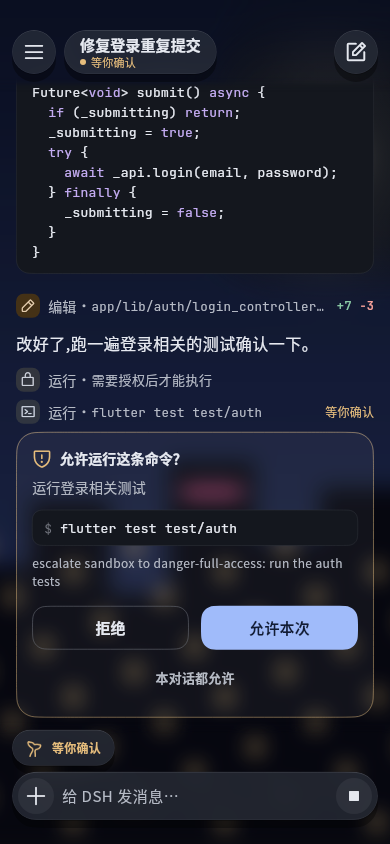 修复登录重复提交
等你确认
Future<void> submit() async {
if (_submitting) return;
_submitting = true;
try {
await _api.login(email, password);
} finally {
_submitting = false;
}
}
编辑 · app/lib/auth/login_controller… +7 -3
改好了,跑一遍登录相关的测试确认一下。
运行 · 需要授权后才能执行
运行 · flutter test test/auth 等你确认
允许运行这条命令?
运行登录相关测试
$ flutter test test/auth
escalate sandbox to danger-full-access: run the auth
tests
拒绝 允许本次
本对话都允许
等你确认
给 DSH 发消息…